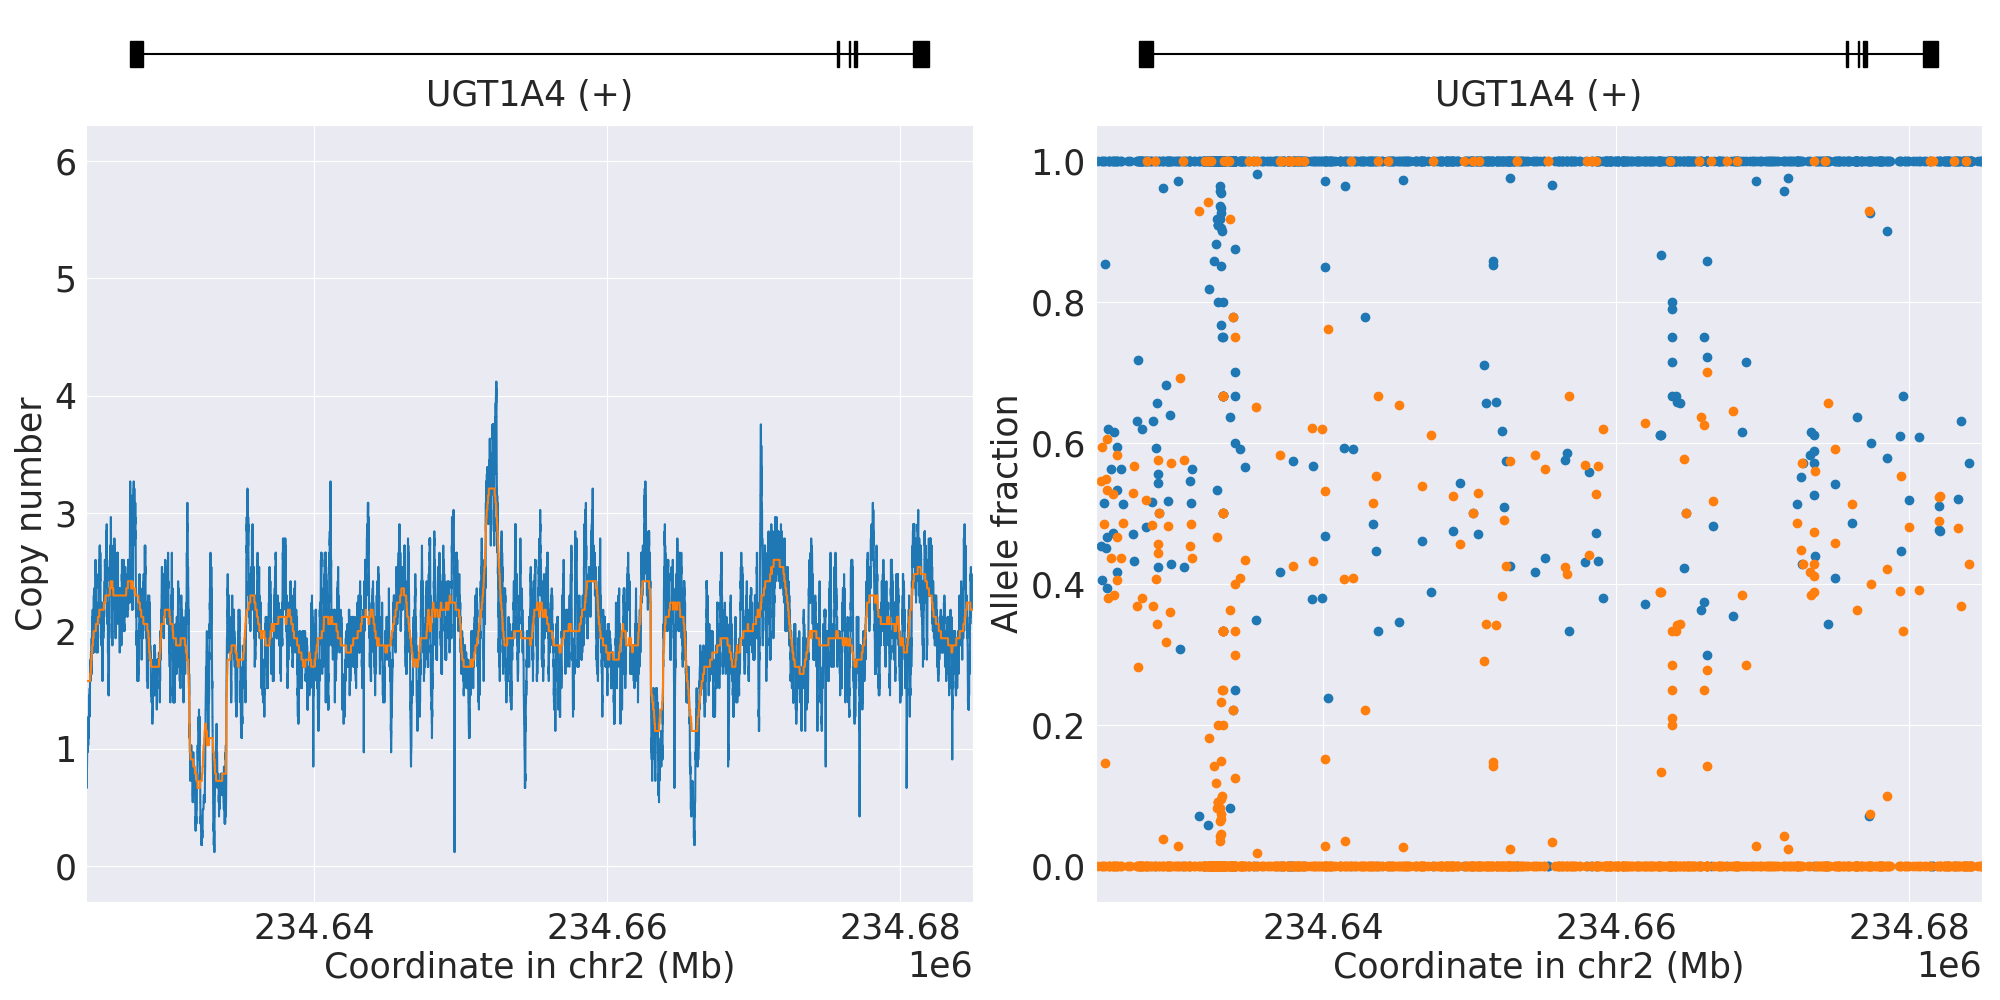 UGT1A4 (+)
6
5
4
3
2
1
0
Copy number
234.64 234.66 234.68
Coordinate in chr2 (Mb)
1e6
UGT1A4 (+)
1.0
0.8
0.6
0.4
0.2
0.0
Allele fraction
234.64 234.66 234.68
Coordinate in chr2 (Mb)
1e6